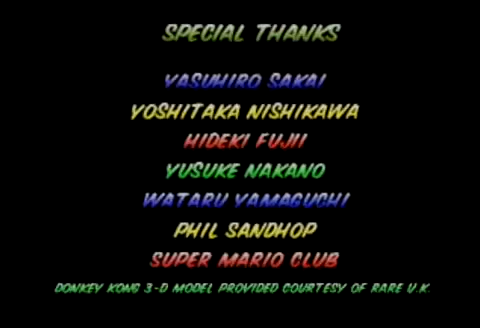 SPECIAL THANKS
YASUHIRO SAKAI
YOSHITAKA NISHIKAWA
HIDEKI FUJII
YUSUKE NAKANO
WATARU YAMAGUCHI
PHIL SANDHOP
SUPER MARIO CLUB
DONKEY KONG 3-D MODEL PROVIDED COURTESY OF RARE U.K.